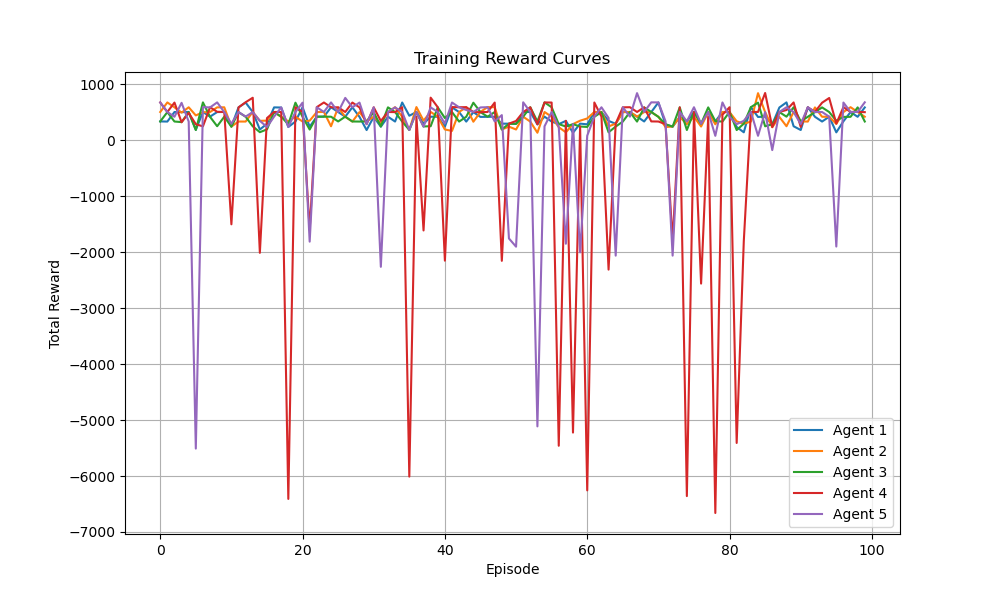 Training Reward Curves
Total Reward
1000
0
−1000
−2000
−3000
−4000
−5000
−6000
−7000
0 20 40 60 80 100
Episode
Agent 1
Agent 2
Agent 3
Agent 4
Agent 5